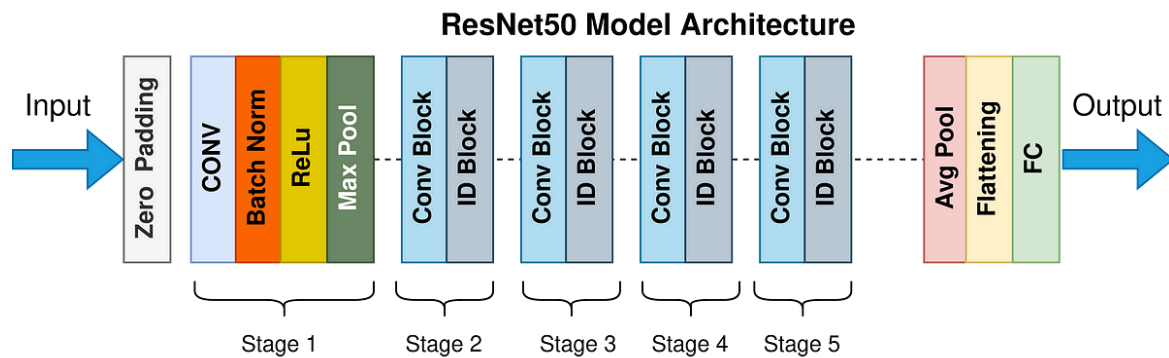 ResNet50 Model Architecture
Input
Zero Padding
CONV
Batch Norm
ReLu
Max Pool
Conv Block
ID Block
Conv Block
ID Block
Conv Block
ID Block
Conv Block
ID Block
Avg Pool
Flattening
FC
Output
Stage 1
Stage 2
Stage 3
Stage 4
Stage 5